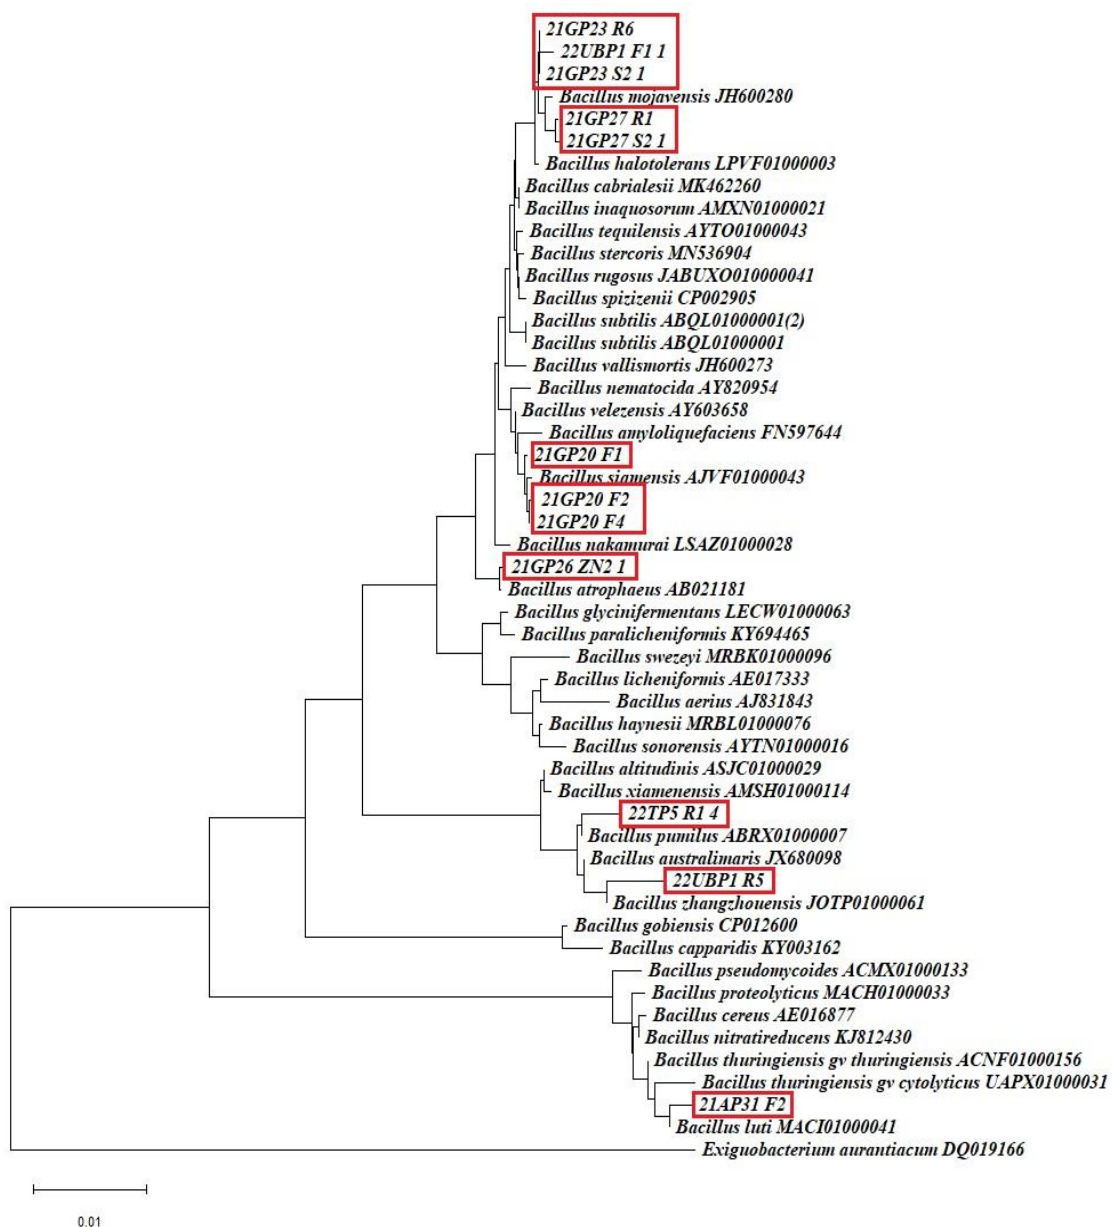 21GP23 R6
22UBP1 F1 1
21GP23 S2 1
Bacillus mojavensis JH600280
21GP27 R1
21GP27 S2 1
Bacillus halotolerans LPVF01000003
Bacillus cabrialesii MK462260
Bacillus inaquosorum AMXN01000021
Bacillus tequilensis AYTO01000043
Bacillus stercoris MN536904
Bacillus rugosus JABUXO010000041
Bacillus spizizenii CP002905
Bacillus subtilis ABQL01000001(2)
Bacillus subtilis ABQL01000001
Bacillus vallismortis JH600273
Bacillus nematocida AY820954
Bacillus velezensis AY603658
Bacillus amyloliquefaciens FN597644
21GP20 F1
Bacillus siamensis AJVF01000043
21GP20 F2
21GP20 F4
Bacillus nakamurai LSAZ01000028
21GP26 ZN2 1
Bacillus atrophaeus AB021181
Bacillus glycinifermentans LECW01000063
Bacillus paralicheniformis KY694465
Bacillus swezeyi MRBK01000096
Bacillus licheniformis AE017333
Bacillus aerius AJ831843
Bacillus haynesii MRBL01000076
Bacillus sonorensis AYTN01000016
Bacillus altitudinis ASJC01000029
Bacillus xiamenensis AMSH01000114
22TP5 R1 4
Bacillus pumilus ABRX01000007
Bacillus australimaris JX680098
22UBP1 R5
Bacillus zhangzhouensis JOTP01000061
Bacillus gobiensis CP012600
Bacillus capparidis KY003162
Bacillus pseudomycoides ACMX01000133
Bacillus proteolyticus MACH01000033
Bacillus cereus AE016877
Bacillus nitratireducens KJ812430
Bacillus thuringiensis gv thuringiensis ACNF01000156
Bacillus thuringiensis gv cytolyticus UAPX01000031
21AP31 F2
Bacillus luti MACI01000041
Exiguobacterium aurantiacum DQ019166
0.01